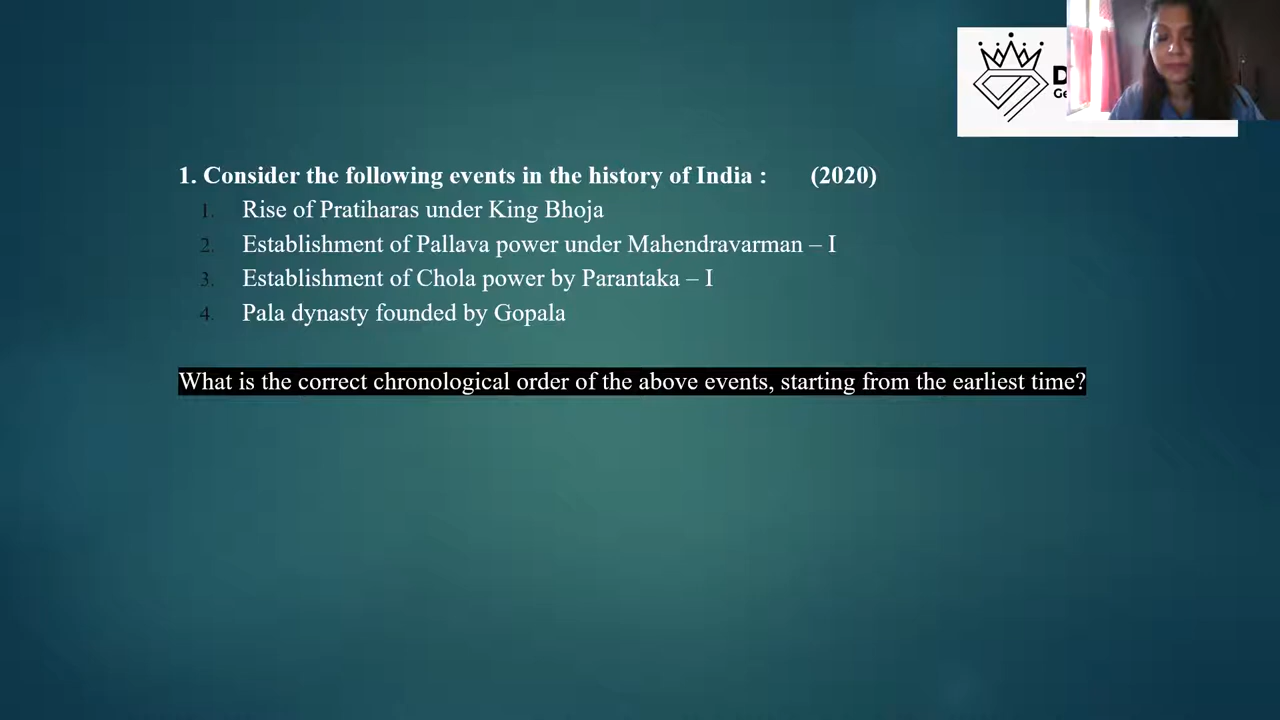 1. Consider the following events in the history of India : (2020)
1. Rise of Pratiharas under King Bhoja
2. Establishment of Pallava power under Mahendravarman – I
3. Establishment of Chola power by Parantaka – I
4. Pala dynasty founded by Gopala
What is the correct chronological order of the above events, starting from the earliest time?